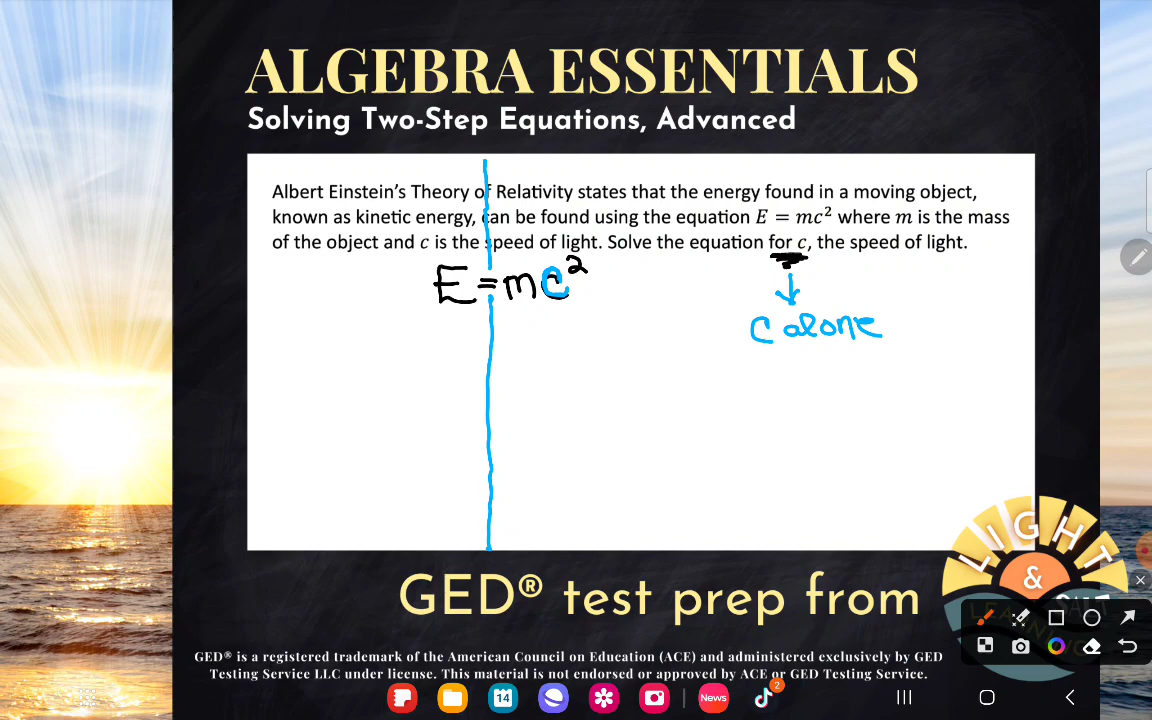 ALGEBRA ESSENTIALS
Solving Two-Step Equations, Advanced
Albert Einstein's Theory of Relativity states that the energy found in a moving object,
known as kinetic energy, can be found using the equation E = mc² where m is the mass
of the object and c is the speed of light. Solve the equation for c, the speed of light.
E=mc²
c alone
GED® test prep from
LIGHT
&
GED® is a registered trademark of the American Council on Education (ACE) and administered exclusively by GED
Testing Service LLC under license. This material is not endorsed or approved by ACE or GED Testing Service.
14
News
2